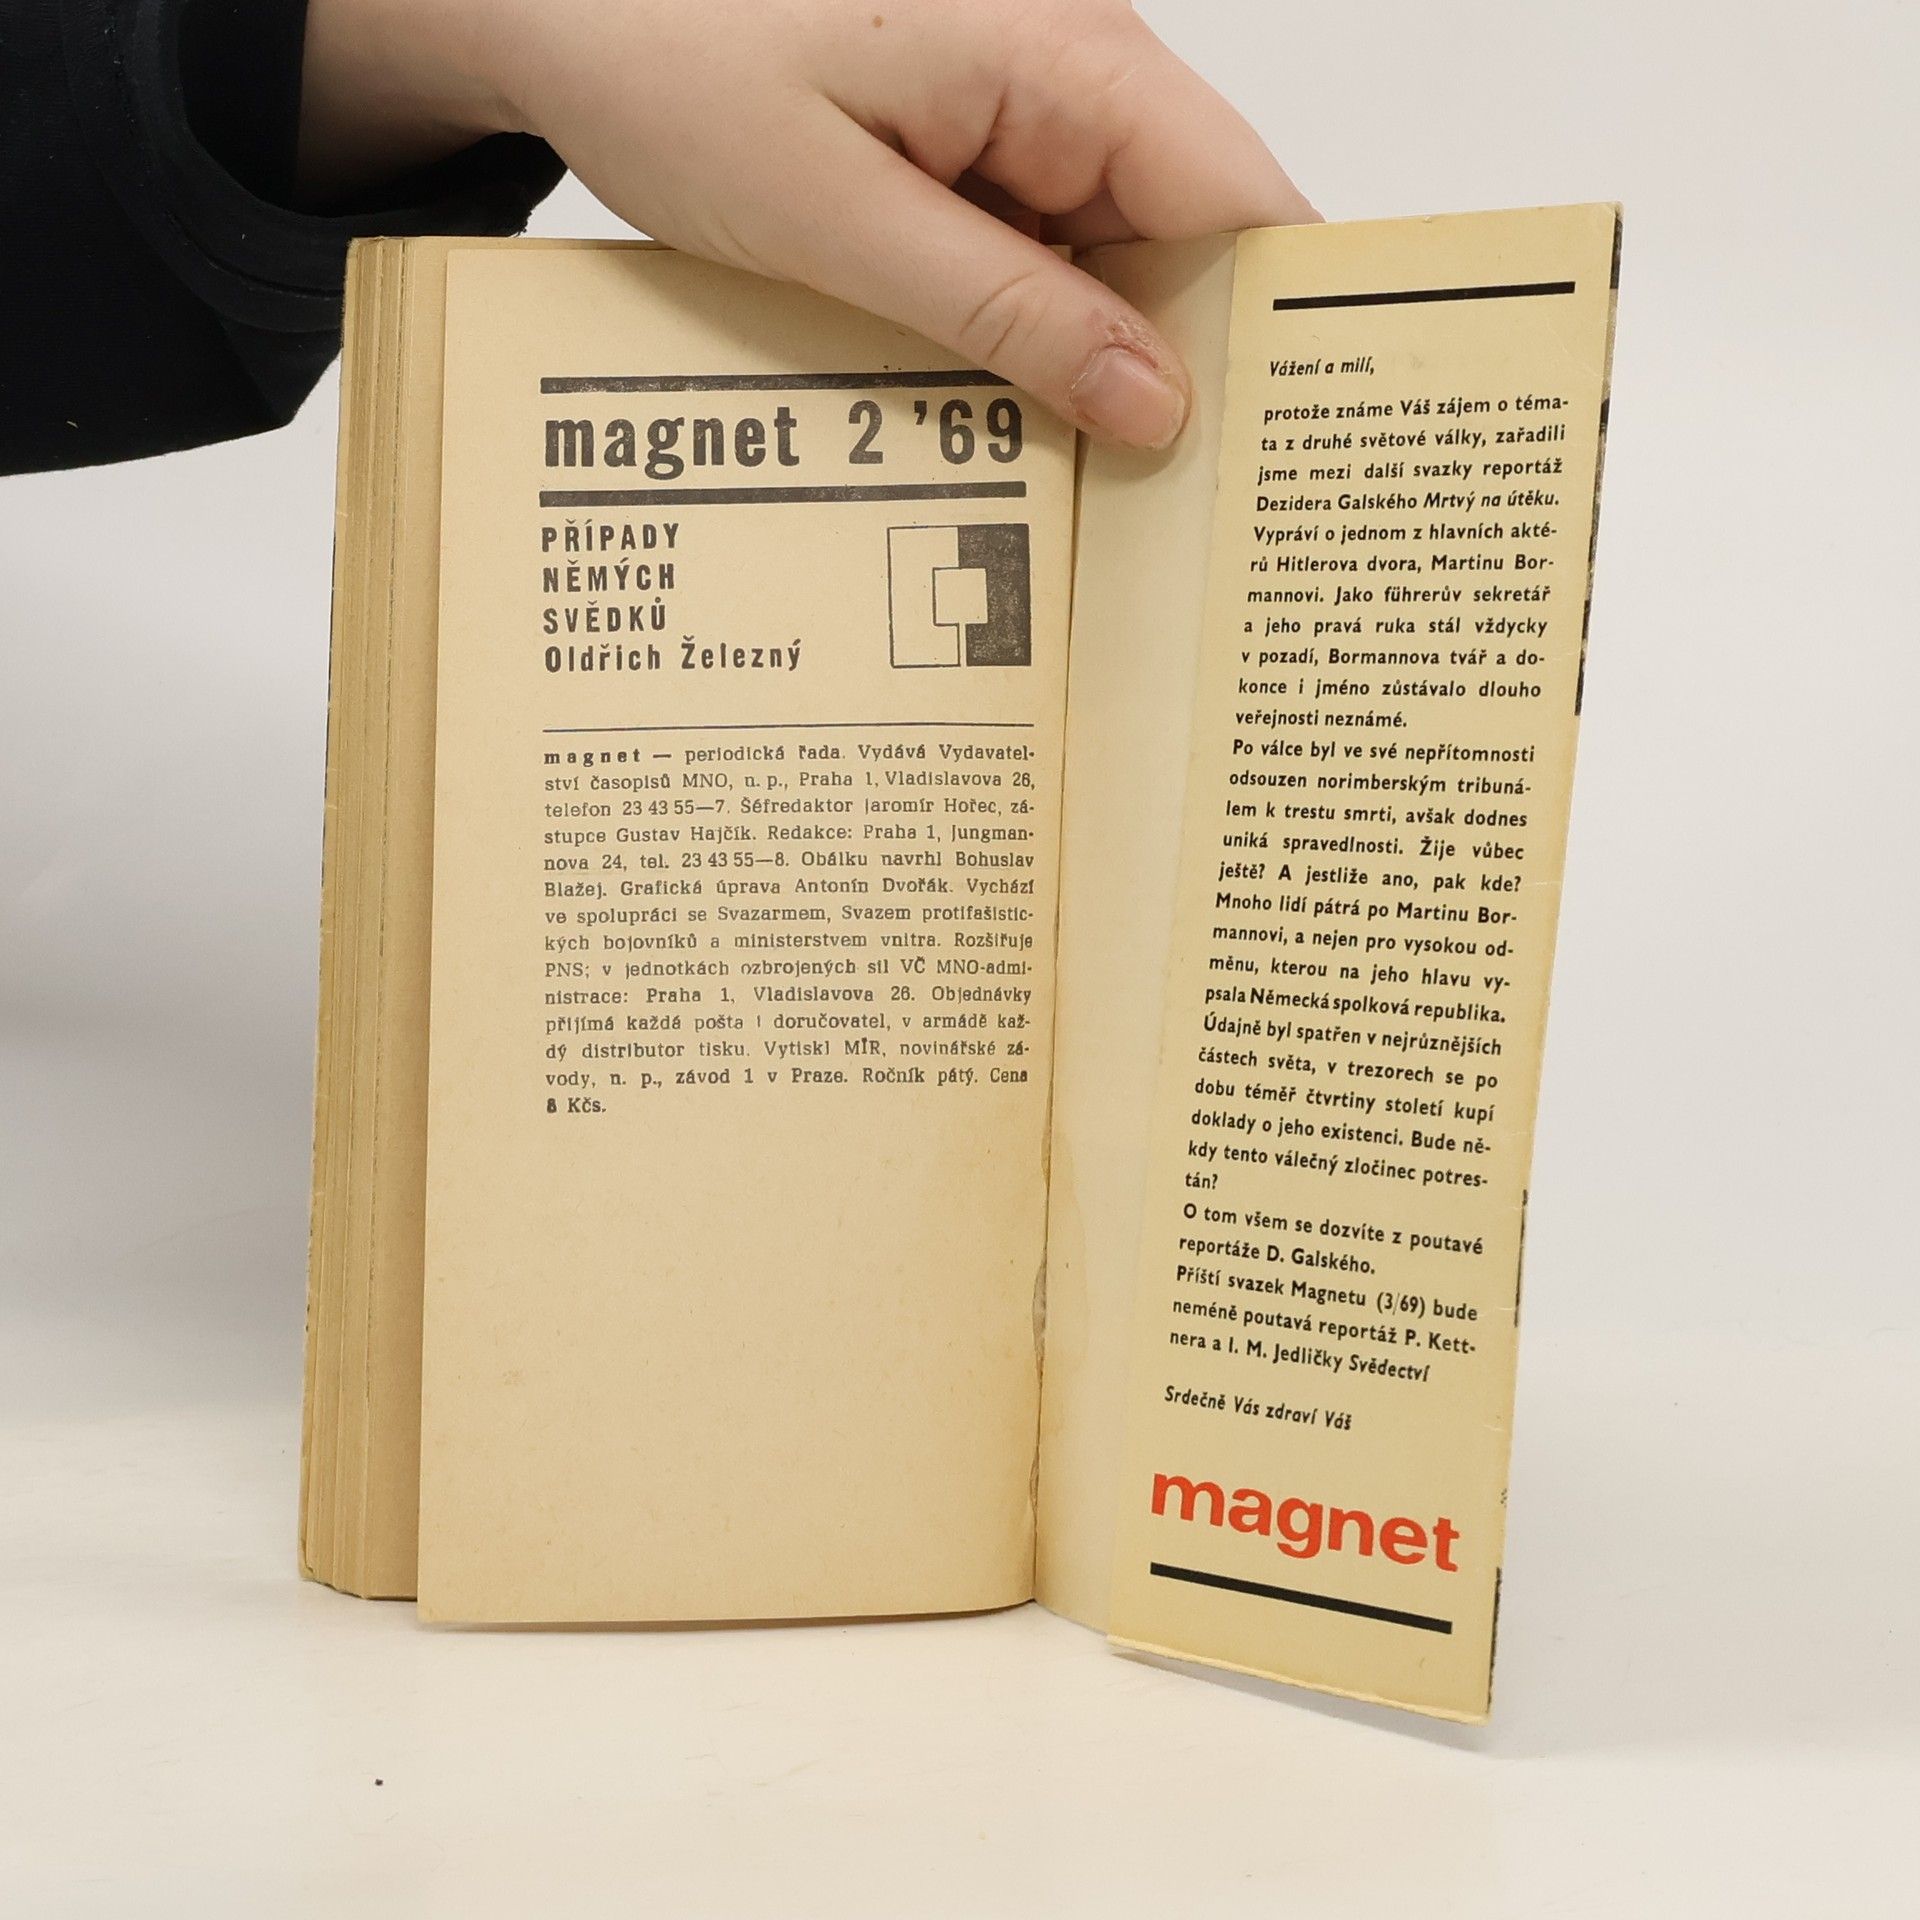 magnet 2 ’69
PŘÍPADY
NĚMÝCH
SVĚDKŮ
Oldřich Železný
magnet — periodická řada. Vydává Vydavatel-
ství časopisů MNO, n. p., Praha 1, Vladislavova 26,
telefon 23 43 55—7. Šéfredaktor Jaromír Hořec, zá-
stupce Gustav Hajčík. Redakce: Praha 1, Jungman-
nova 24, tel. 23 43 55—8. Obálku navrhl Bohuslav
Blažej. Grafická úprava Antonín Dvořák. Vychází
ve spolupráci se Svazarmem, Svazem protifašistic-
kých bojovníků a ministerstvem vnitra. Rozšiřuje
PNS; v jednotkách ozbrojených sil VČ MNO-admi-
nistrace: Praha 1, Vladislavova 26. Objednávky
přijímá každá pošta i doručovatel, v armádě kaž-
dý distributor tisku. Vytiskl MÍR, novinářské zá-
vody, n. p., závod 1 v Praze. Ročník pátý. Cena
8 Kčs.
Vážení a milí,
protože známe Váš zájem o téma-
ta z druhé světové války, zařadili
jsme mezi další svazky reportáž
Dezidera Galského Mrtvý na útěku.
Vypráví o jednom z hlavních akté-
rů Hitlerova dvora, Martinu Bor-
mannovi. Jako führerův sekretář
a jeho pravá ruka stál vždycky
v pozadí, Bormannova tvář a do-
konce i jméno zůstávalo dlouho
veřejnosti neznámé.
Po válce byl ve své nepřítomnosti
odsouzen norimberským tribuná-
lem k trestu smrti, avšak dodnes
uniká spravedlnosti. Žije vůbec
ještě? A jestliže ano, pak kde?
Mnoho lidí pátrá po Martinu Bor-
mannovi, a nejen pro vysokou od-
měnu, kterou na jeho hlavu vy-
psala Německá spolková republika.
Údajně byl spatřen v nejrůznějších
částech světa, v trezorech se po
dobu téměř čtvrtiny století kupí
doklady o jeho existenci. Bude ně-
kdy tento válečný zločinec potres-
tán?
O tom všem se dozvíte z poutavé
reportáže D. Galského.
Příští svazek Magnetu (3/69) bude
neméně poutavá reportáž P. Kett-
nera a I. M. Jedličky Svědectví
Srdečně Vás zdraví Váš
magnet